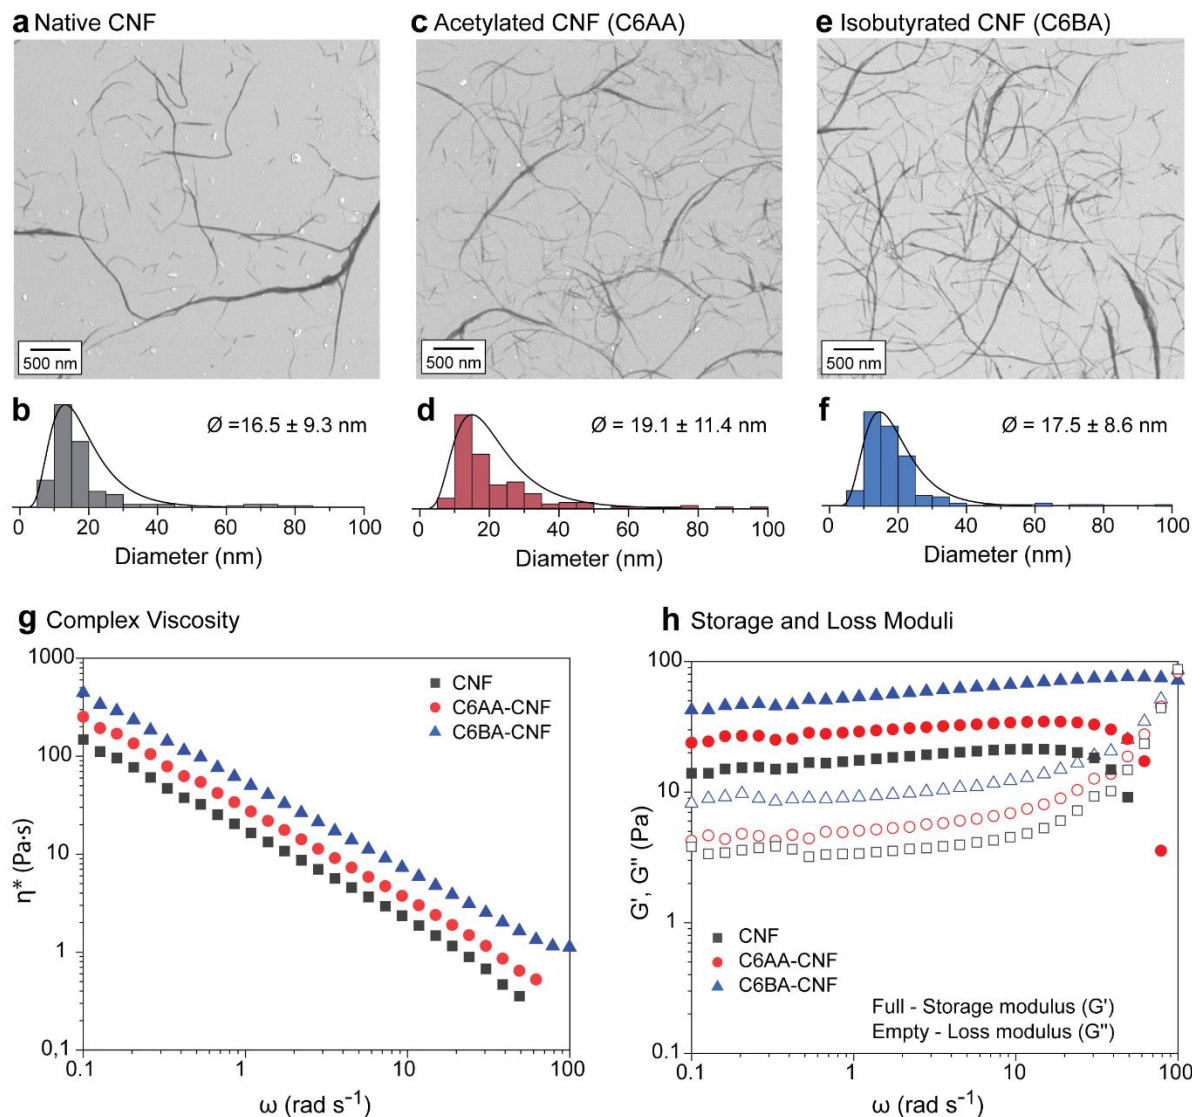 a Native CNF
c Acetylated CNF (C6AA)
e Isobutyrated CNF (C6BA)
500 nm
500 nm
500 nm
b
Ø =16.5 ± 9.3 nm
0 20 40 60 80 100
Diameter (nm)
d
Ø = 19.1 ± 11.4 nm
0 20 40 60 80 100
Diameter (nm)
f
Ø = 17.5 ± 8.6 nm
0 20 40 60 80 100
Diameter (nm)
g Complex Viscosity
1000
100
10
1
0,1
η* (Pa·s)
CNF
C6AA-CNF
C6BA-CNF
0.1 1 10 100
ω (rad s⁻¹)
h Storage and Loss Moduli
100
10
1
0.1
G', G'' (Pa)
CNF
C6AA-CNF
C6BA-CNF
Full - Storage modulus (G')
Empty - Loss modulus (G'')
0.1 1 10 100
ω (rad s⁻¹)